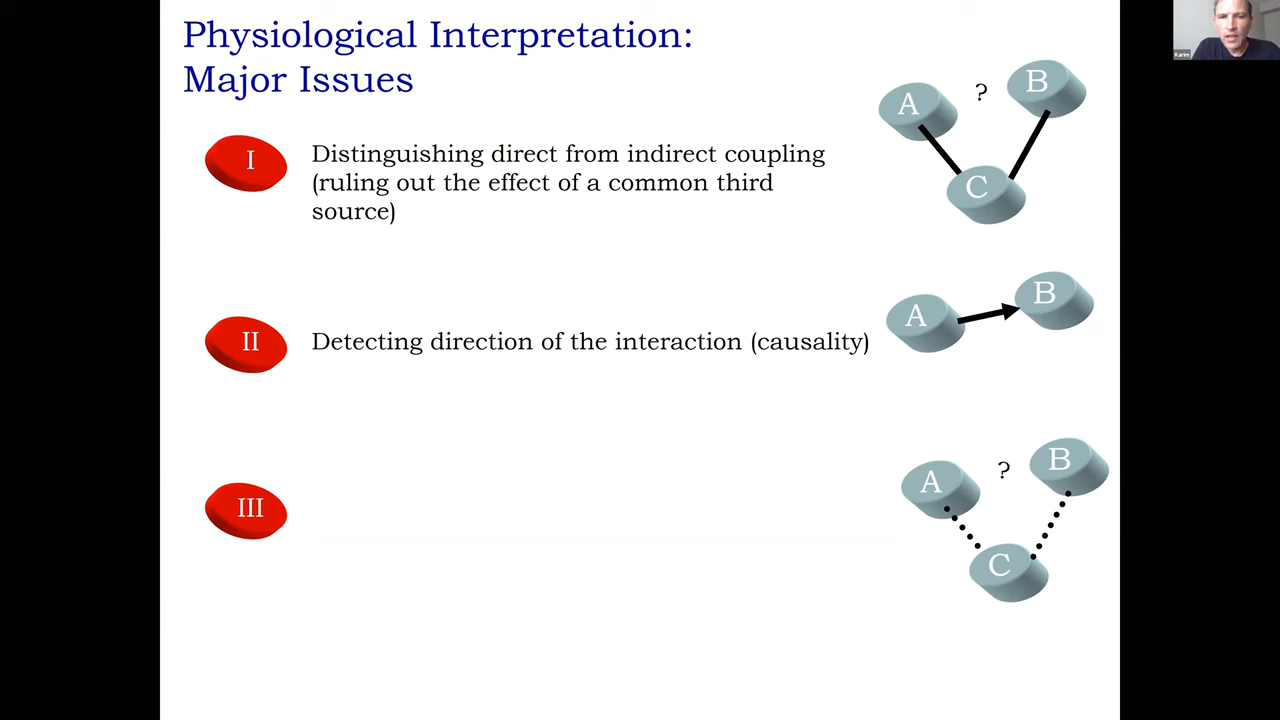 Physiological Interpretation:
Major Issues
I
Distinguishing direct from indirect coupling
(ruling out the effect of a common third
source)
A
?
B
C
II
Detecting direction of the interaction (causality)
A
B
III
A
?
B
C
Karim